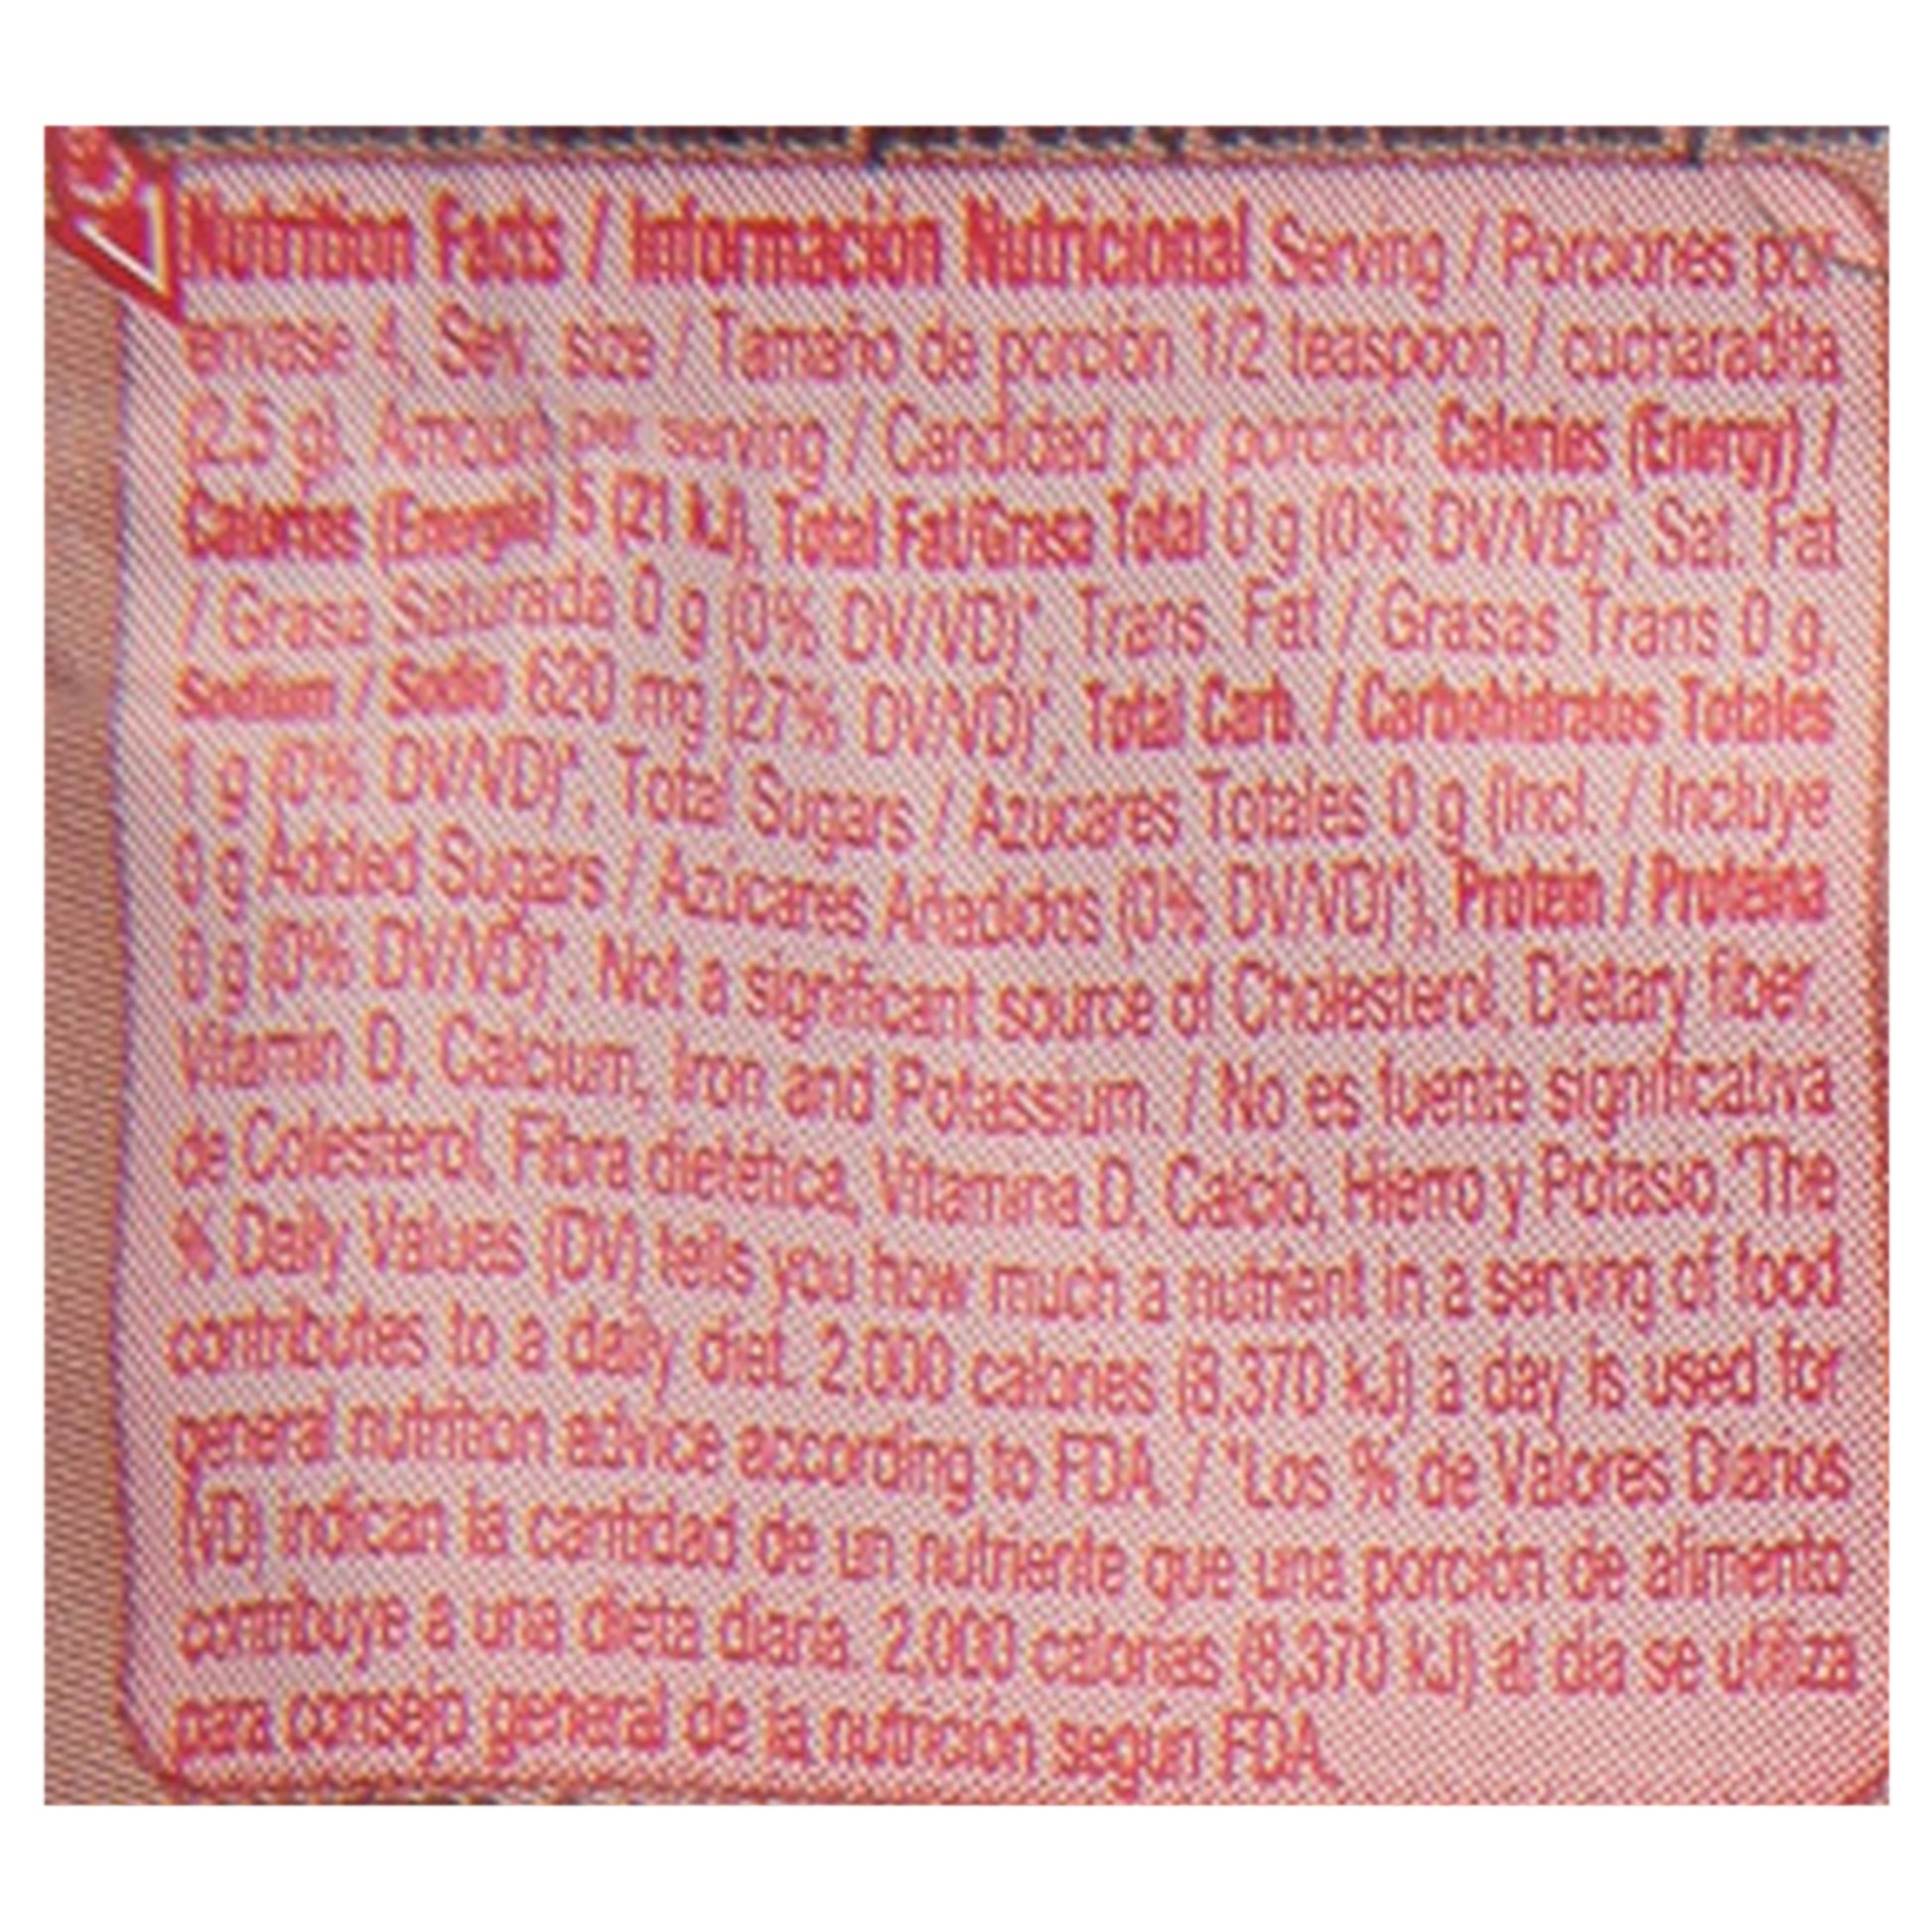 Nutrition Facts / Información Nutricional Serving / Porciones por
envase 4, Sev. size / Tamaño de porción 1/2 teaspoon / cucharadita
(2.5 g). Amount per serving / Candidad por porción: Calories (Energy) /
Calorías (Energía) 5 (21 kJ), Total Fat/Grasa Total 0 g (0% DV/VD)*, Sat. Fat
/ Grasa Saturada 0 g (0% DV/VD)*, Trans. Fat / Grasas Trans 0 g,
Sodium / Sodio 620 mg (27% DV/VD)*, Total Carb. / Carbohidratos Totales
1 g (0% DV/VD)*, Total Sugars / Azúcares Totales 0 g (Incl. / Incluye
0 g Added Sugars / Azúcares Añadidos (0% DV/VD)*), Protein / Proteína
0 g (0% DV/VD)*. Not a significant source of Cholesterol, Dietary fiber,
Vitamin D, Calcium, Iron and Potassium. / No es fuente significativa
de Colesterol, Fibra dietética, Vitamina D, Calcio, Hierro y Potasio.*The
% Daily Values (DV) tells you how much a nutrient in a serving of food
contributes to a daily diet. 2,000 calories (8,370 kJ) a day is used for
general nutrition advice according to FDA. / *Los % de Valores Diarios
(VD) indican la cantidad de un nutriente que una porción de alimento
contribuye a una dieta diaria. 2,000 calorías (8,370 kJ) al día se utiliza
para consejo general de la nutrición según FDA.